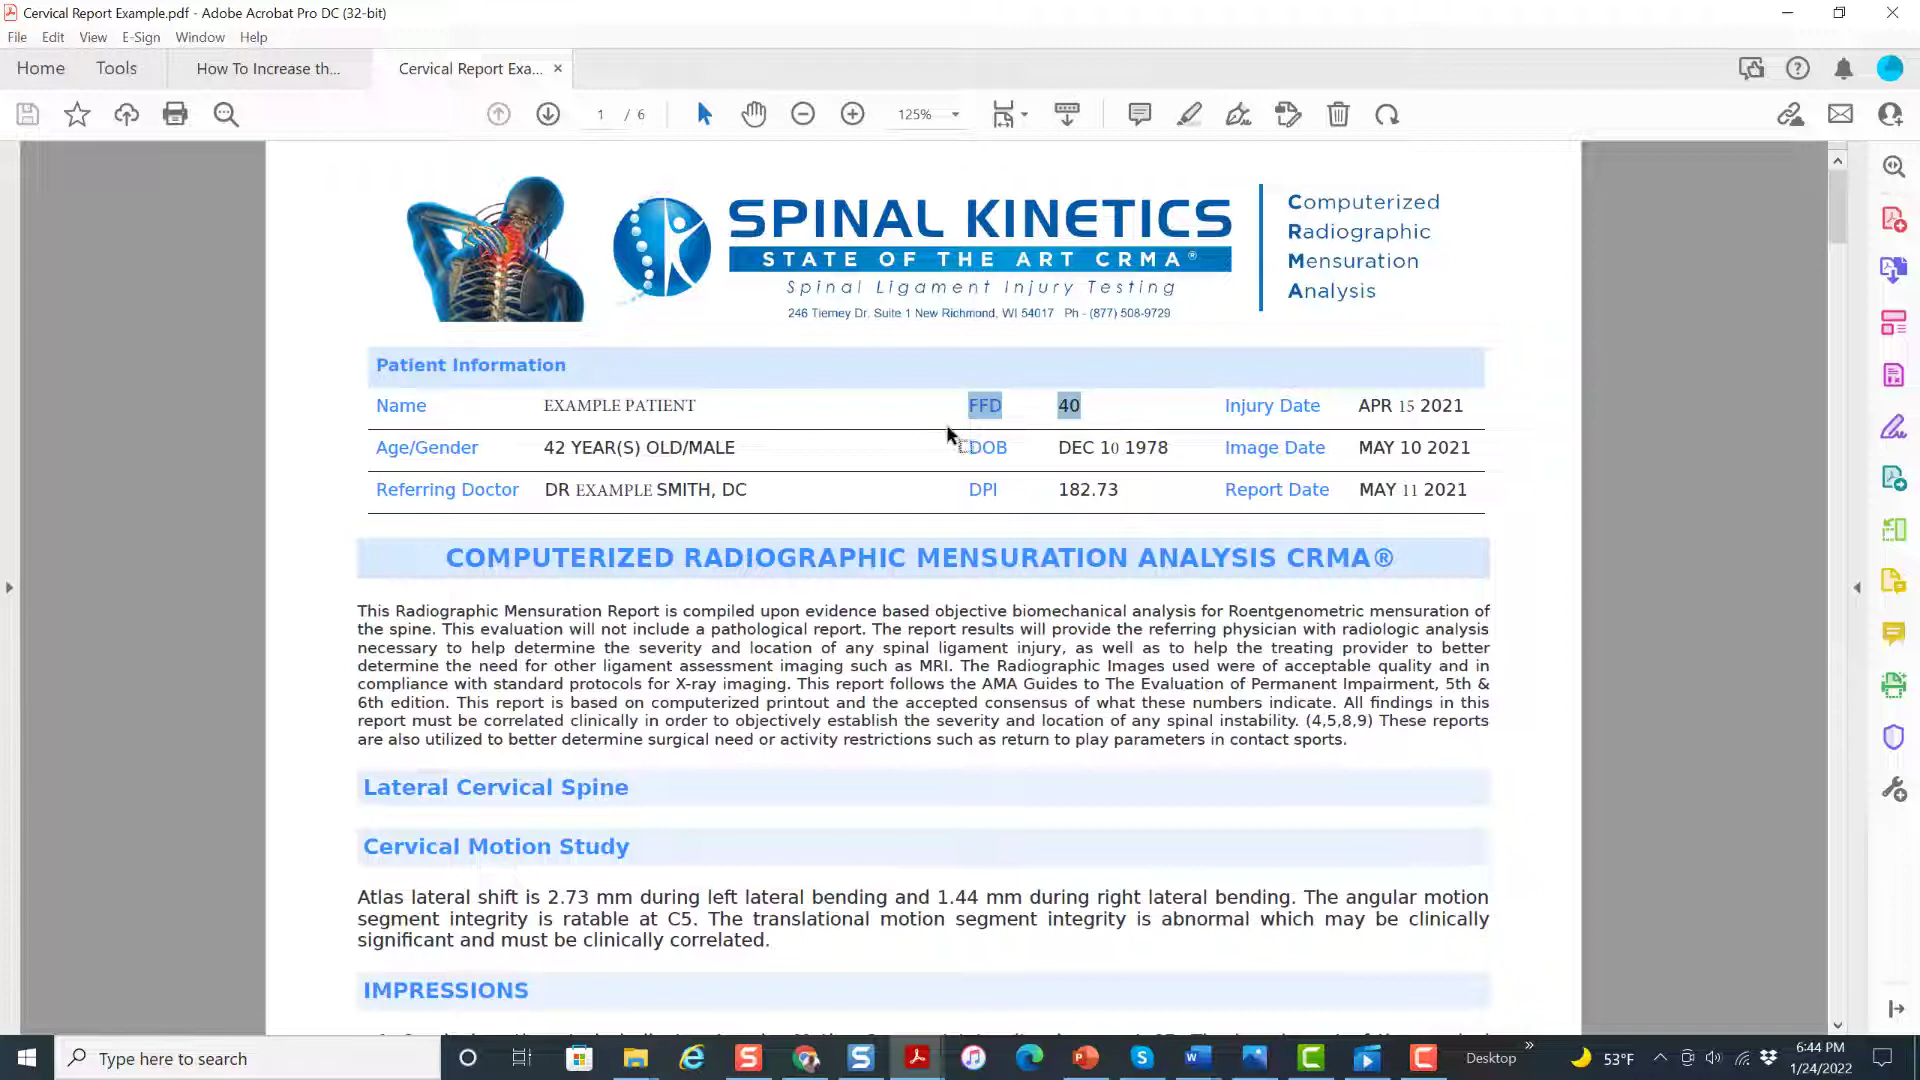 Cervical Report Example.pdf - Adobe Acrobat Pro DC (32-bit)
File Edit View E-Sign Window Help
Home Tools How To Increase th... Cervical Report Exa... ×
1 / 6 125%
SPINAL KINETICS
STATE OF THE ART CRMA®
Spinal Ligament Injury Testing
246 Tierney Dr. Suite 1 New Richmond, WI 54017 Ph - (877) 508-9729
Computerized
Radiographic
Mensuration
Analysis
Patient Information
Name EXAMPLE PATIENT FFD 40 Injury Date APR 15 2021
Age/Gender 42 YEAR(S) OLD/MALE DOB DEC 10 1978 Image Date MAY 10 2021
Referring Doctor DR EXAMPLE SMITH, DC DPI 182.73 Report Date MAY 11 2021
COMPUTERIZED RADIOGRAPHIC MENSURATION ANALYSIS CRMA®
This Radiographic Mensuration Report is compiled upon evidence based objective biomechanical analysis for Roentgenometric mensuration of
the spine. This evaluation will not include a pathological report. The report results will provide the referring physician with radiologic analysis
necessary to help determine the severity and location of any spinal ligament injury, as well as to help the treating provider to better
determine the need for other ligament assessment imaging such as MRI. The Radiographic Images used were of acceptable quality and in
compliance with standard protocols for X-ray imaging. This report follows the AMA Guides to The Evaluation of Permanent Impairment, 5th &
6th edition. This report is based on computerized printout and the accepted consensus of what these numbers indicate. All findings in this
report must be correlated clinically in order to objectively establish the severity and location of any spinal instability. (4,5,8,9) These reports
are also utilized to better determine surgical need or activity restrictions such as return to play parameters in contact sports.
Lateral Cervical Spine
Cervical Motion Study
Atlas lateral shift is 2.73 mm during left lateral bending and 1.44 mm during right lateral bending. The angular motion
segment integrity is ratable at C5. The translational motion segment integrity is abnormal which may be clinically
significant and must be clinically correlated.
IMPRESSIONS
Type here to search
Desktop » 53°F 6:44 PM
1/24/2022